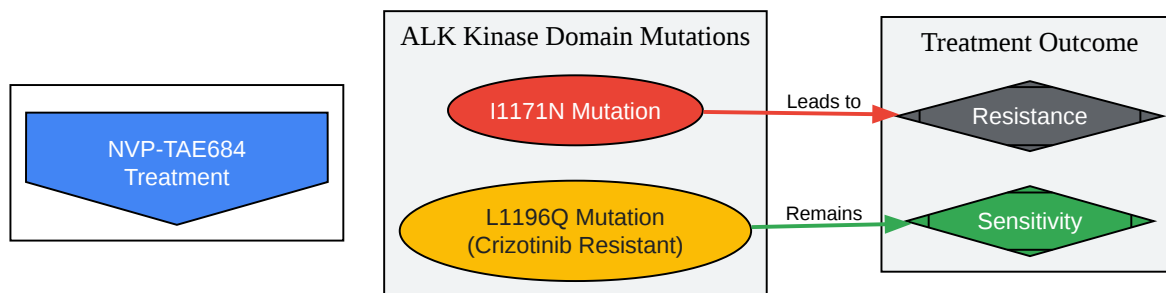 NVP-TAE684
Treatment
ALK Kinase Domain Mutations
I1171N Mutation
L1196Q Mutation
(Crizotinib Resistant)
Leads to
Remains
Treatment Outcome
Resistance
Sensitivity